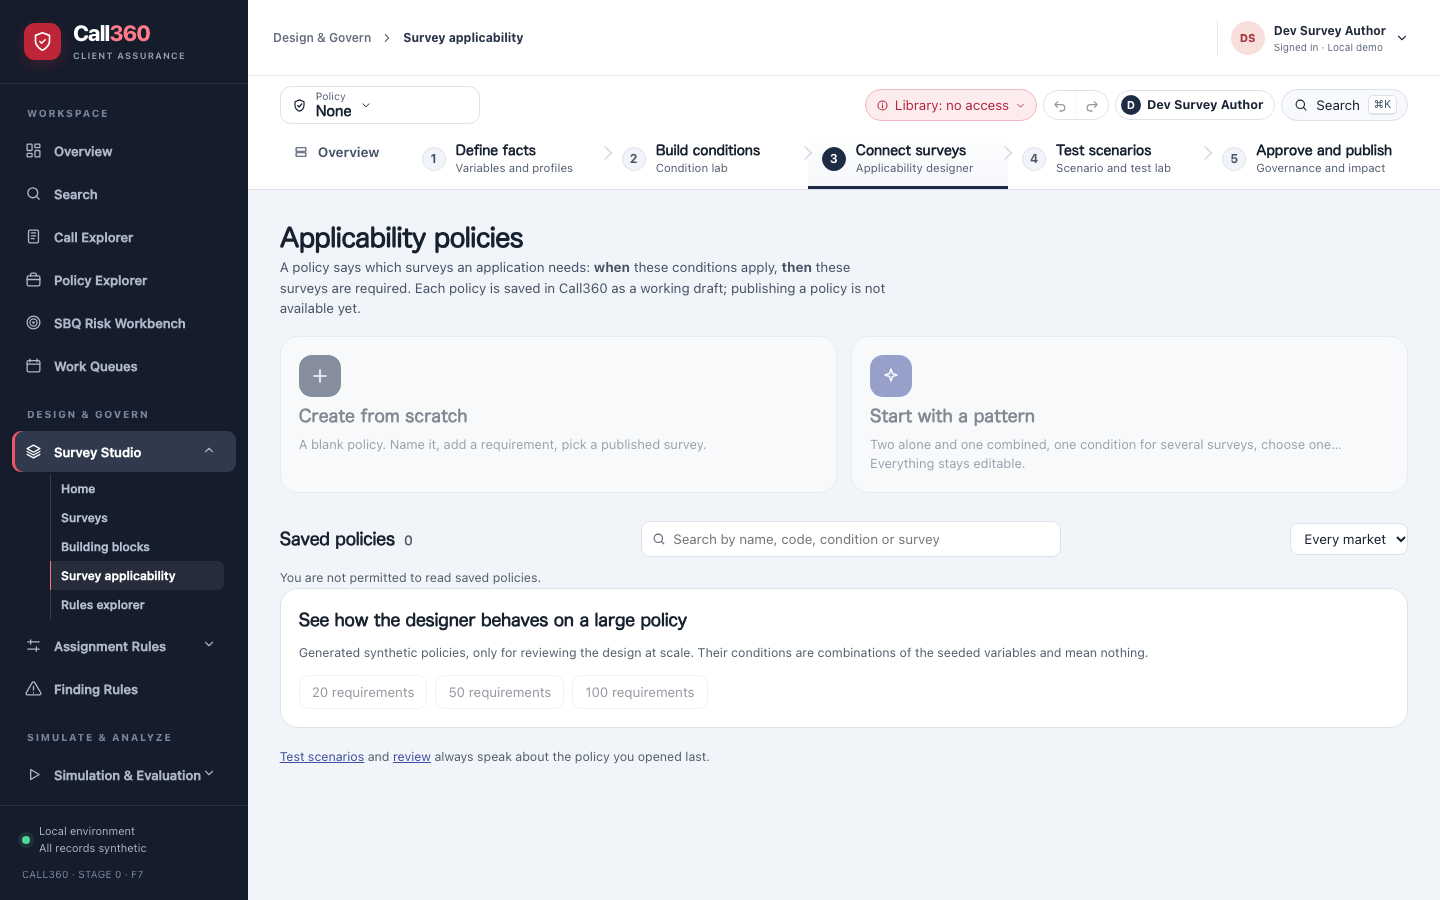 Call360
CLIENT ASSURANCE
WORKSPACE
Overview
Search
Call Explorer
Policy Explorer
SBQ Risk Workbench
Work Queues
DESIGN & GOVERN
Survey Studio
Home
Surveys
Building blocks
Survey applicability
Rules explorer
Assignment Rules
Finding Rules
SIMULATE & ANALYZE
Simulation & Evaluation
Local environment
All records synthetic
CALL360 · STAGE 0 · F7
Design & Govern > Survey applicability
DS
Dev Survey Author
Signed in · Local demo
Policy
None
Library: no access
D Dev Survey Author
Search ⌘K
Overview
1 Define facts
Variables and profiles
2 Build conditions
Condition lab
3 Connect surveys
Applicability designer
4 Test scenarios
Scenario and test lab
5 Approve and publish
Governance and impact
Applicability policies
A policy says which surveys an application needs: when these conditions apply, then these
surveys are required. Each policy is saved in Call360 as a working draft; publishing a policy is not
available yet.
Create from scratch
A blank policy. Name it, add a requirement, pick a published survey.
Start with a pattern
Two alone and one combined, one condition for several surveys, choose one...
Everything stays editable.
Saved policies 0
Search by name, code, condition or survey
Every market
You are not permitted to read saved policies.
See how the designer behaves on a large policy
Generated synthetic policies, only for reviewing the design at scale. Their conditions are combinations of the seeded variables and mean nothing.
20 requirements
50 requirements
100 requirements
Test scenarios and review always speak about the policy you opened last.